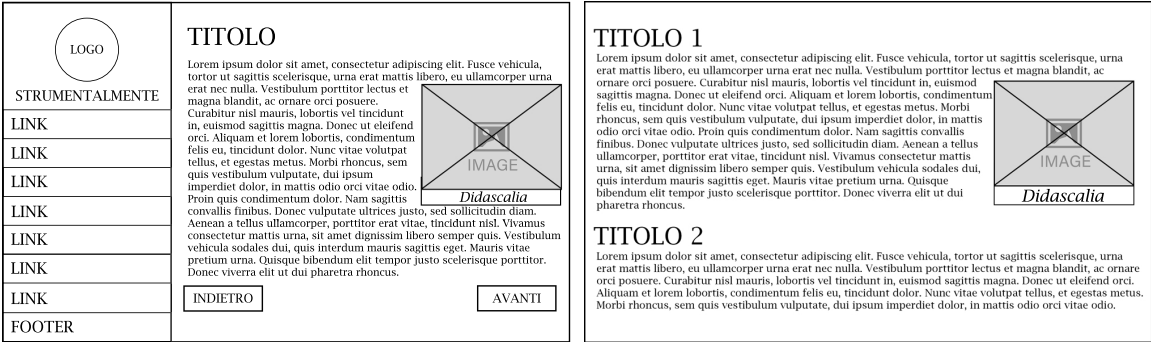 LOGO
STRUMENTALMENTE
LINK
LINK
LINK
LINK
LINK
LINK
LINK
FOOTER
TITOLO
Lorem ipsum dolor sit amet, consectetur adipiscing elit. Fusce vehicula,
tortor ut sagittis scelerisque, urna erat mattis libero, eu ullamcorper urna
erat nec nulla. Vestibulum porttitor lectus et
magna blandit, ac ornare orci posuere.
Curabitur nisl mauris, lobortis vel tincidunt
in, euismod sagittis magna. Donec ut eleifend
orci. Aliquam et lorem lobortis, condimentum
felis eu, tincidunt dolor. Nunc vitae volutpat
tellus, et egestas metus. Morbi rhoncus, sem
quis vestibulum vulputate, dui ipsum
imperdiet dolor, in mattis odio orci vitae odio.
Proin quis condimentum dolor. Nam sagittis
convallis finibus. Donec vulputate ultrices justo, sed sollicitudin diam.
Aenean a tellus ullamcorper, porttitor erat vitae, tincidunt nisl. Vivamus
consectetur mattis urna, sit amet dignissim libero semper quis. Vestibulum
vehicula sodales dui, quis interdum mauris sagittis eget. Mauris vitae
pretium urna. Quisque bibendum elit tempor justo scelerisque porttitor.
Donec viverra elit ut dui pharetra rhoncus.
IMAGE
Didascalia
INDIETRO
AVANTI
TITOLO 1
Lorem ipsum dolor sit amet, consectetur adipiscing elit. Fusce vehicula, tortor ut sagittis scelerisque, urna
erat mattis libero, eu ullamcorper urna erat nec nulla. Vestibulum porttitor lectus et magna blandit, ac
ornare orci posuere. Curabitur nisl mauris, lobortis vel tincidunt in, euismod
sagittis magna. Donec ut eleifend orci. Aliquam et lorem lobortis, condimentum
felis eu, tincidunt dolor. Nunc vitae volutpat tellus, et egestas metus. Morbi
rhoncus, sem quis vestibulum vulputate, dui ipsum imperdiet dolor, in mattis
odio orci vitae odio. Proin quis condimentum dolor. Nam sagittis convallis
finibus. Donec vulputate ultrices justo, sed sollicitudin diam. Aenean a tellus
ullamcorper, porttitor erat vitae, tincidunt nisl. Vivamus consectetur mattis
urna, sit amet dignissim libero semper quis. Vestibulum vehicula sodales dui,
quis interdum mauris sagittis eget. Mauris vitae pretium urna. Quisque
bibendum elit tempor justo scelerisque porttitor. Donec viverra elit ut dui
pharetra rhoncus.
IMAGE
Didascalia
TITOLO 2
Lorem ipsum dolor sit amet, consectetur adipiscing elit. Fusce vehicula, tortor ut sagittis scelerisque, urna
erat mattis libero, eu ullamcorper urna erat nec nulla. Vestibulum porttitor lectus et magna blandit, ac ornare
orci posuere. Curabitur nisl mauris, lobortis vel tincidunt in, euismod sagittis magna. Donec ut eleifend orci.
Aliquam et lorem lobortis, condimentum felis eu, tincidunt dolor. Nunc vitae volutpat tellus, et egestas metus.
Morbi rhoncus, sem quis vestibulum vulputate, dui ipsum imperdiet dolor, in mattis odio orci vitae odio.